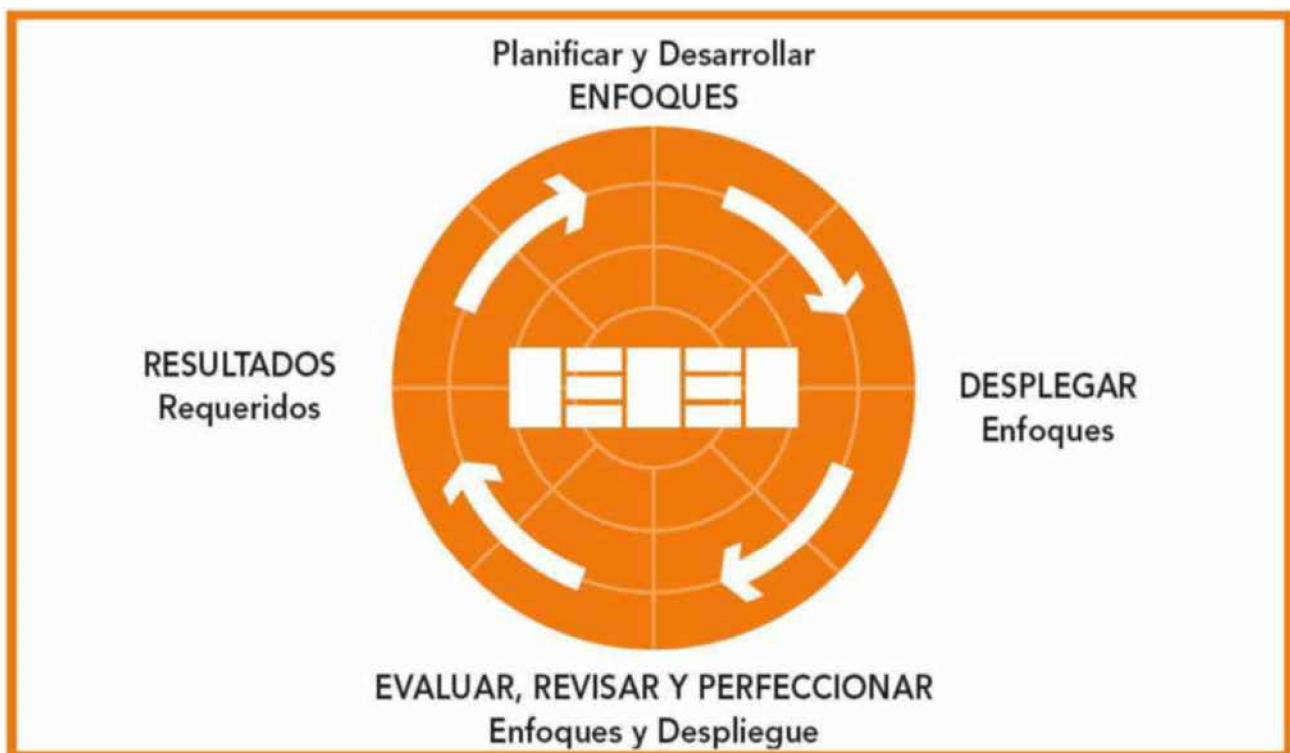 Planificar y Desarrollar
ENFOQUES
RESULTADOS
Requeridos
DESPLEGAR
Enfoques
EVALUAR, REVISAR Y PERFECCIONAR
Enfoques y Despliegue